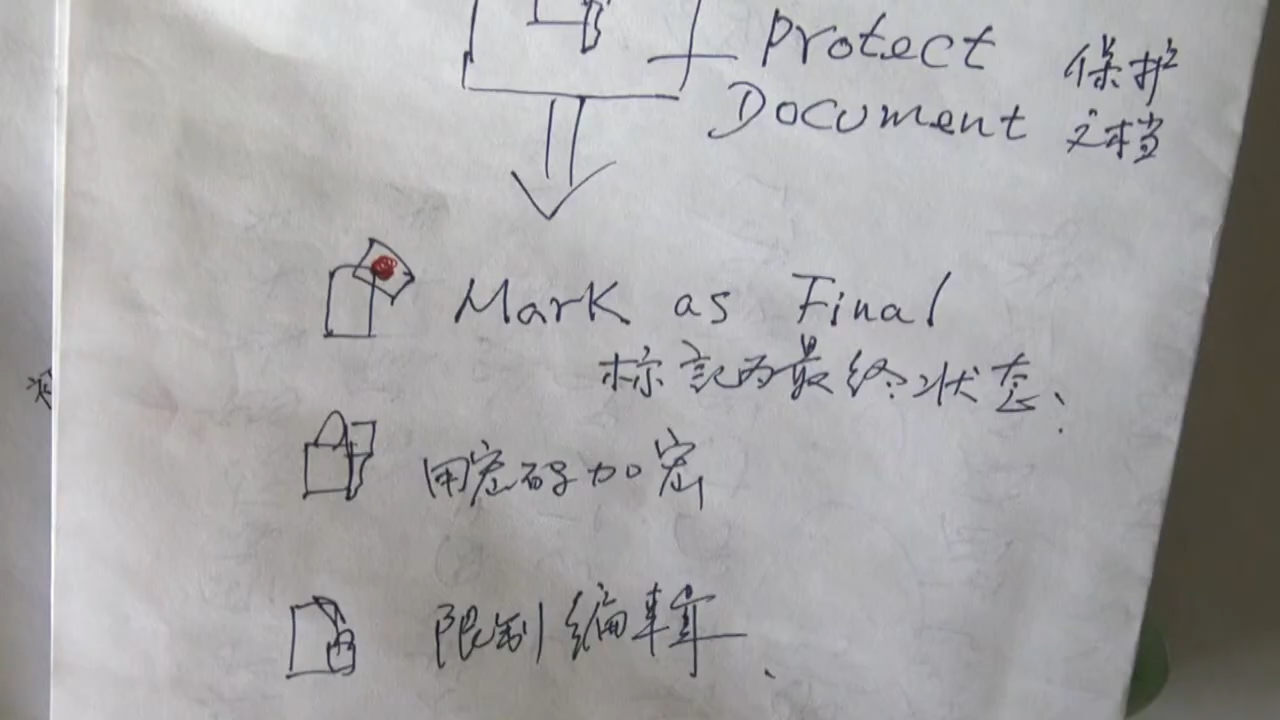 Protect 保护
Document 文档
Mark as Final
标记为最终状态、
用密码加密
限制编辑、